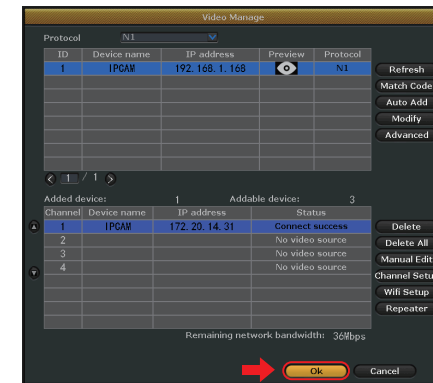 Video Manage
Protocol N1
ID Device name IP address Preview Protocol
1 IPCAM 192.168.1.168 N1
Refresh
Match Code
Auto Add
Modify
Advanced
1 / 1
Added device: 1 Addable device: 3
Channel Device name IP address Status
1 IPCAM 172.20.14.31 Connect success
2 No video source
3 No video source
4 No video source
Delete
Delete All
Manual Edit
Channel Setu
Wifi Setup
Repeater
Remaining network bandwidth: 36Mbps
Ok Cancel